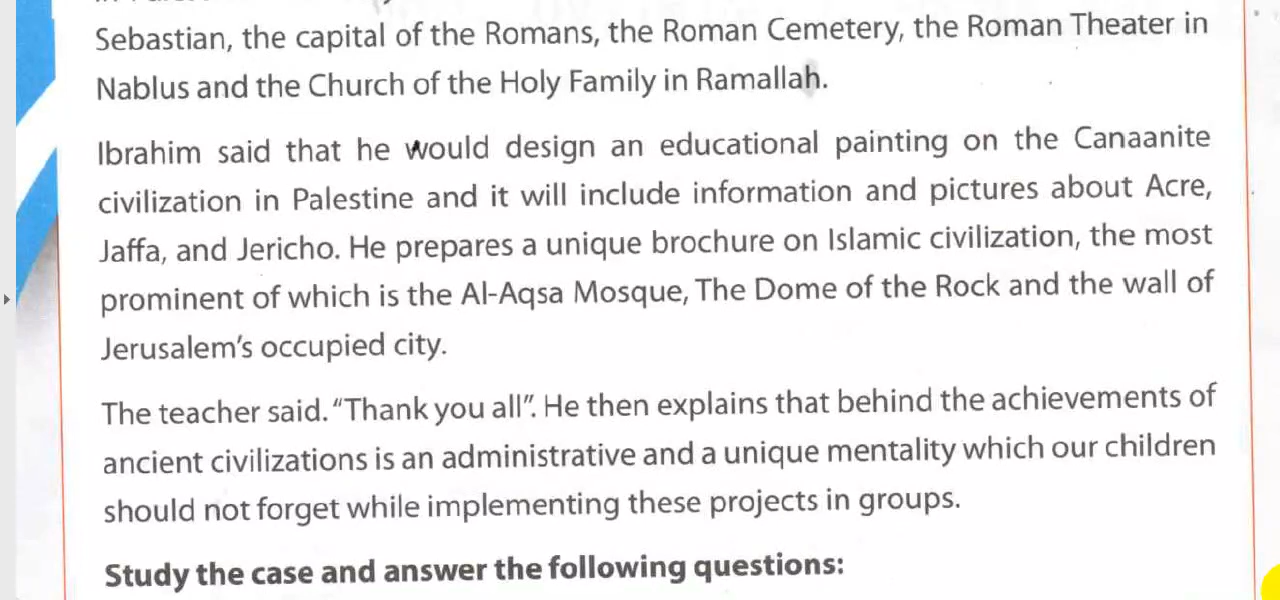 Sebastian, the capital of the Romans, the Roman Cemetery, the Roman Theater in
Nablus and the Church of the Holy Family in Ramallah.
Ibrahim said that he would design an educational painting on the Canaanite
civilization in Palestine and it will include information and pictures about Acre,
Jaffa, and Jericho. He prepares a unique brochure on Islamic civilization, the most
prominent of which is the Al-Aqsa Mosque, The Dome of the Rock and the wall of
Jerusalem's occupied city.
The teacher said. "Thank you all". He then explains that behind the achievements of
ancient civilizations is an administrative and a unique mentality which our children
should not forget while implementing these projects in groups.
Study the case and answer the following questions: